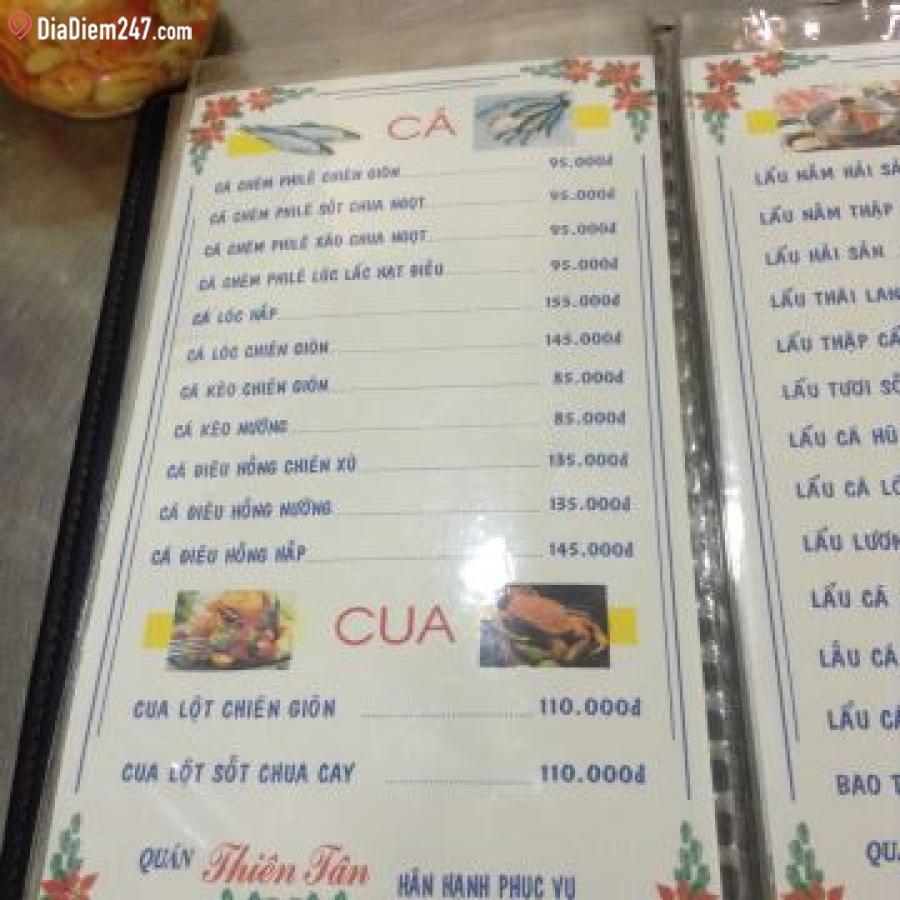 DiaDiem247.com
CÁ
CÁ CHẼM PHILÊ CHIÊN GIÒN 95.000đ
CÁ CHẼM PHILÊ SỐT CHUA NGỌT 95.000đ
CÁ CHẼM PHILÊ XÀO CHUA NGỌT 95.000đ
CÁ CHẼM PHILÊ LÚC LẮC HẠT ĐIỀU 95.000đ
CÁ LÓC HẤP 155.000đ
CÁ LÓC CHIÊN GIÒN 145.000đ
CÁ KÈO CHIÊN GIÒN 85.000đ
CÁ KÈO NƯỚNG 85.000đ
CÁ ĐIÊU HỒNG CHIÊN XÙ 135.000đ
CÁ ĐIÊU HỒNG NƯỚNG 135.000đ
CÁ ĐIÊU HỒNG HẤP 145.000đ
CUA
CUA LỘT CHIÊN GIÒN 110.000đ
CUA LỘT SỐT CHUA CAY 110.000đ
QUÁN Thiên Tân HÂN HẠNH PHỤC VỤ
LẨU NẤM HẢI
LẨU NẤM THẬP
LẨU HẢI SẢN
LẨU THÁI LAN
LẨU THẬP
LẨU TƯƠI
LẨU CÁ HÚ
LẨU CÁ
LẨU
LẨU CÁ
LẨU CÁ
LẨU
BAO